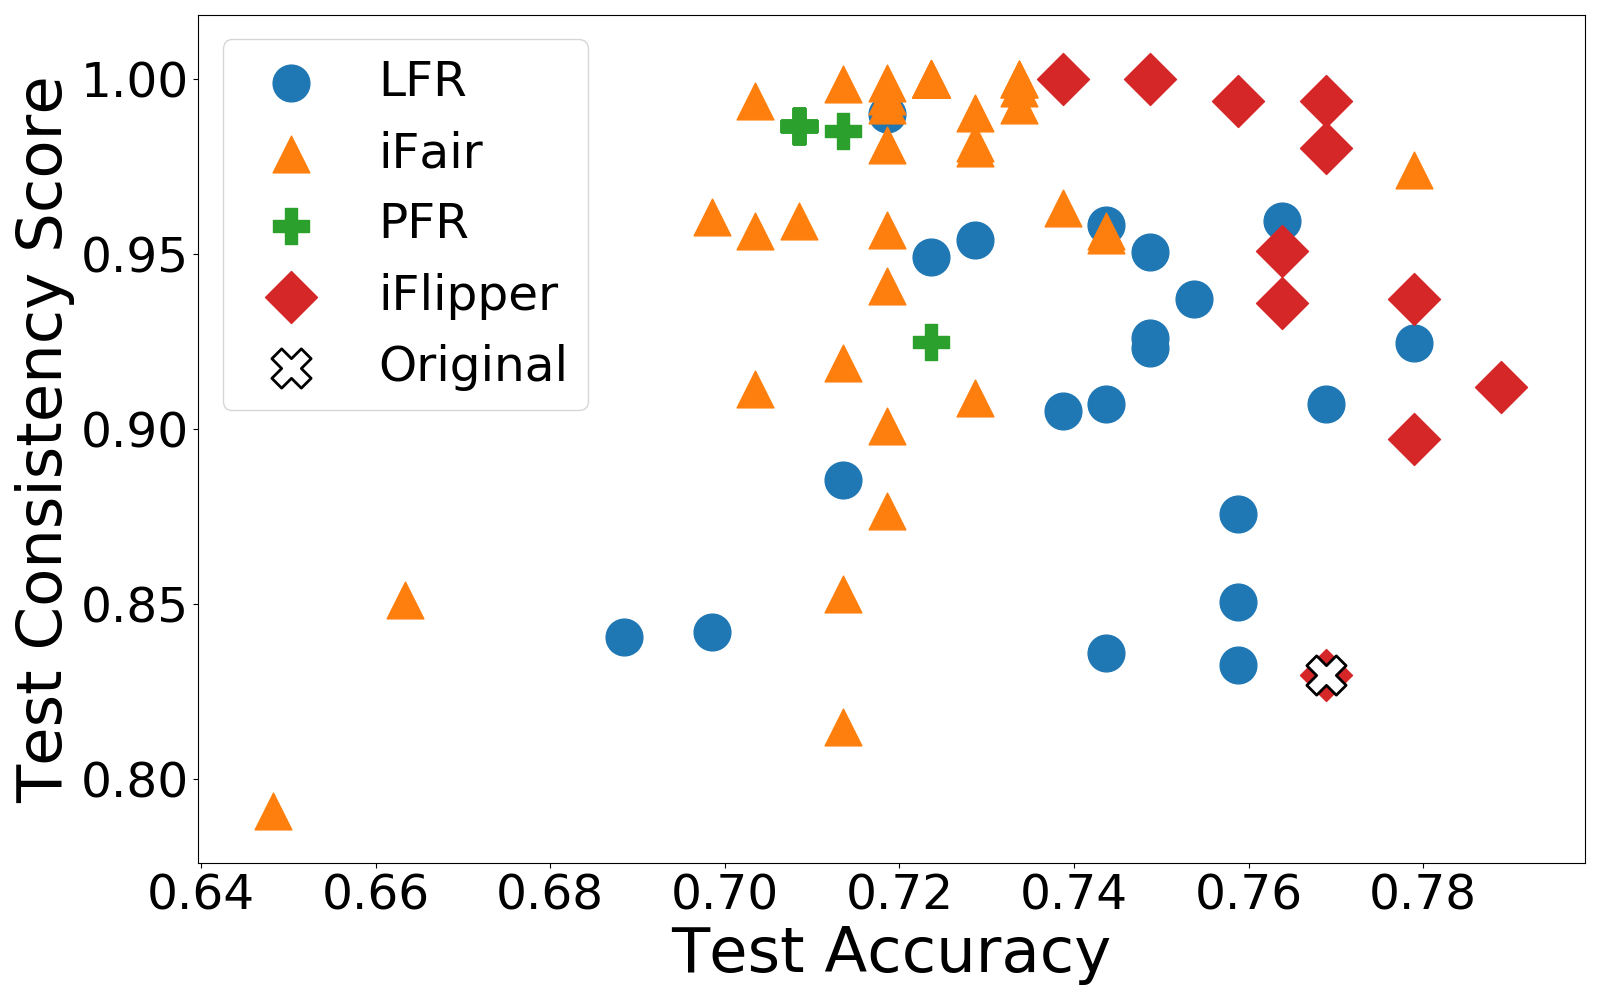 LFR
iFair
PFR
iFlipper
Original
1.00
0.95
0.90
0.85
0.80
Test Consistency Score
0.64 0.66 0.68 0.70 0.72 0.74 0.76 0.78
Test Accuracy